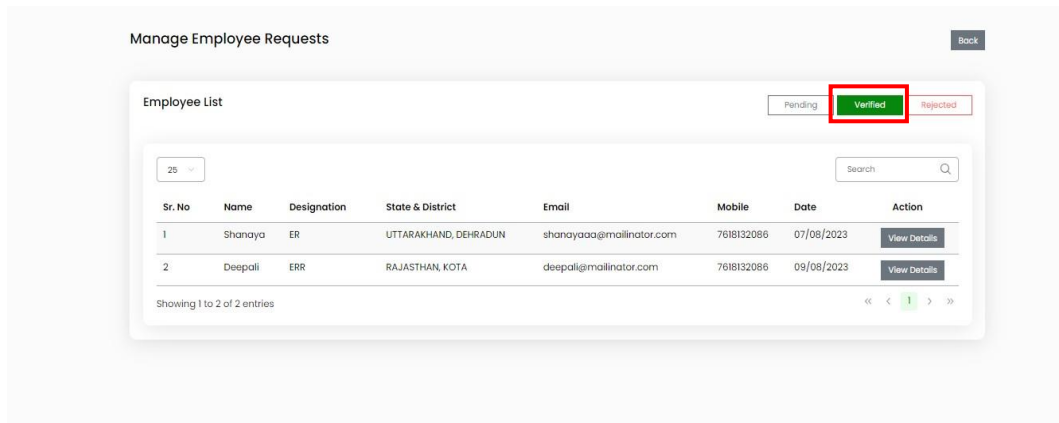 Manage Employee Requests Back
Employee List Pending Verified Rejected
25 Search
Sr. No Name Designation State & District Email Mobile Date Action
1 Shanaya ER UTTARAKHAND, DEHRADUN shanayaaa@mailinator.com 7618132086 07/08/2023 View Details
2 Deepali ERR RAJASTHAN, KOTA deepali@mailinator.com 7618132086 09/08/2023 View Details
Showing 1 to 2 of 2 entries « < 1 > »